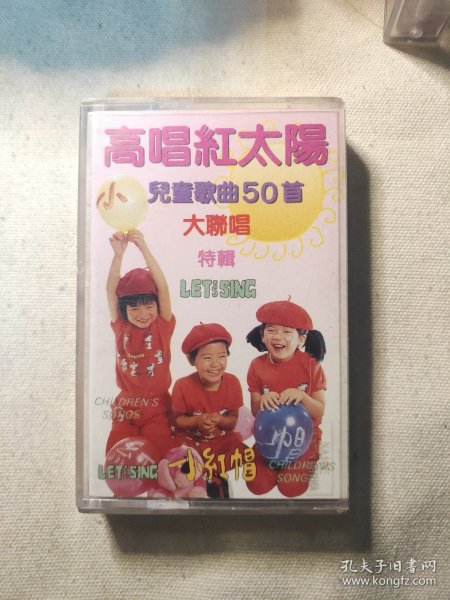 高唱紅太陽
小
兒童歌曲50首
大聯唱
特輯
LET'S SING
CHILDREN'S
SONGS
帽
LET'S SING
小紅帽
CHILDREN'S
SONGS
孔夫子旧书网
www.kongfz.com